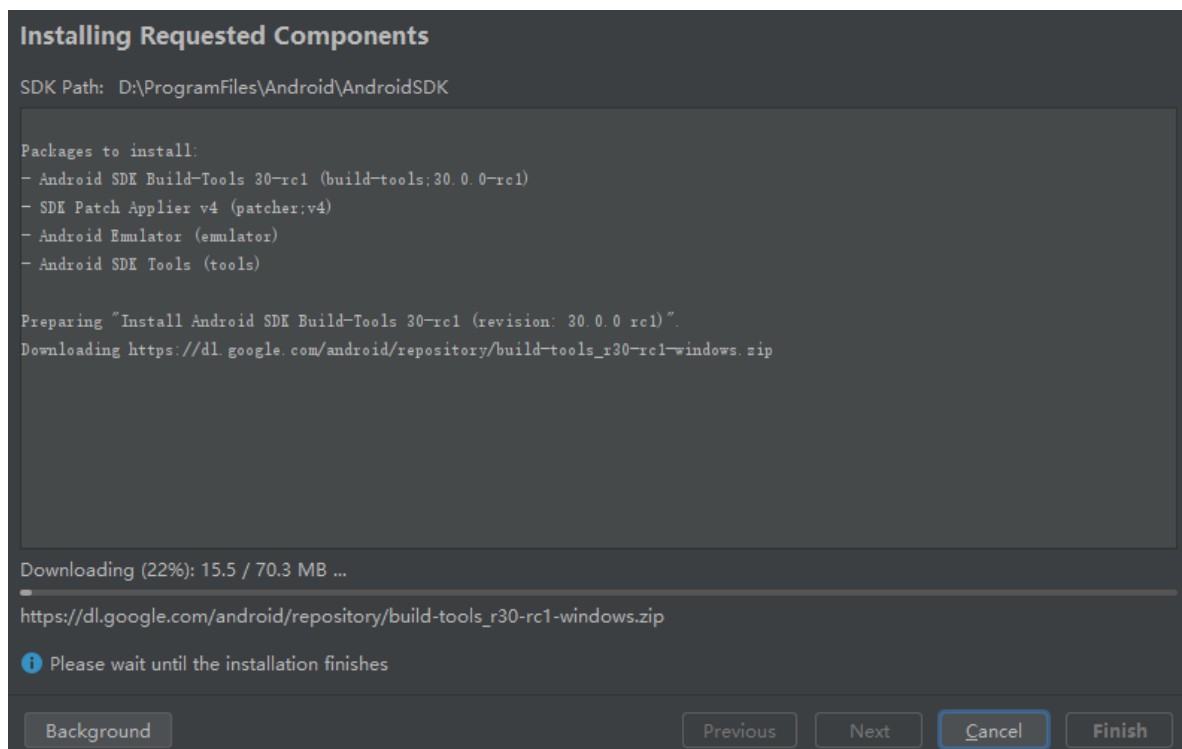 Installing Requested Components
SDK Path: D:\ProgramFiles\Android\AndroidSDK
Packages to install:
- Android SDK Build-Tools 30-rc1 (build-tools;30.0.0-rc1)
- SDK Patch Applier v4 (patcher;v4)
- Android Emulator (emulator)
- Android SDK Tools (tools)
Preparing "Install Android SDK Build-Tools 30-rc1 (revision: 30.0.0 rc1)".
Downloading https://dl.google.com/android/repository/build-tools_r30-rc1-windows.zip
Downloading (22%): 15.5 / 70.3 MB ...
https://dl.google.com/android/repository/build-tools_r30-rc1-windows.zip
Please wait until the installation finishes
Background Previous Next Cancel Finish